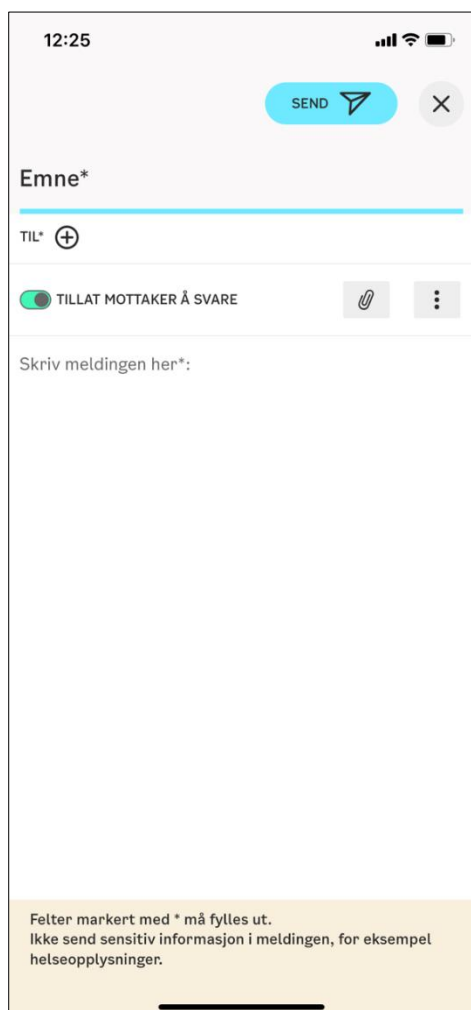 12:25
SEND
Emne*
TIL*
TILLAT MOTTAKER Å SVARE
Skriv meldingen her*:
Felter markert med * må fylles ut.
Ikke send sensitiv informasjon i meldingen, for eksempel
helseopplysninger.